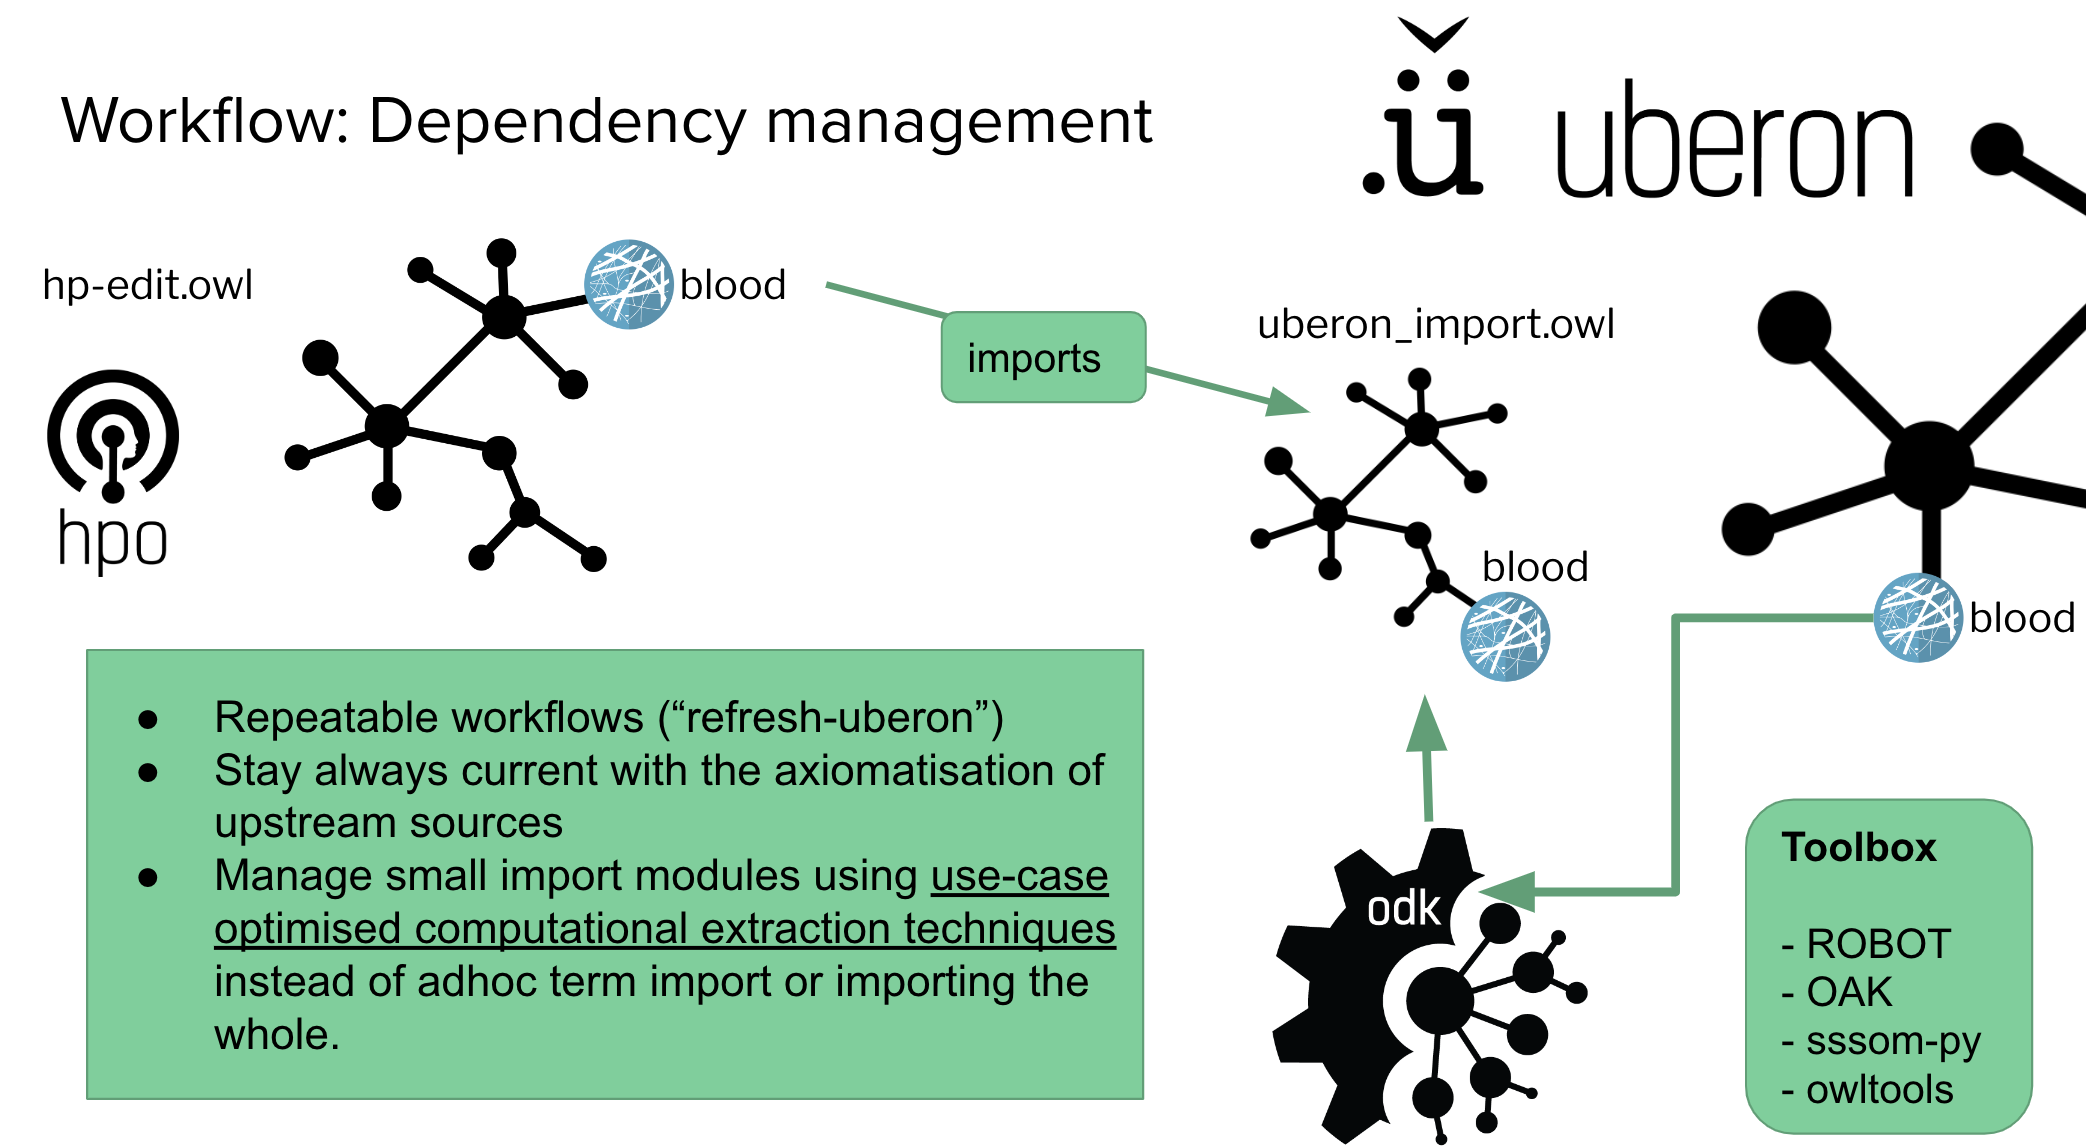 Workflow: Dependency management
.ü uberon
hp-edit.owl
blood
imports
uberon_import.owl
hpo
blood
blood
● Repeatable workflows (“refresh-uberon”)
● Stay always current with the axiomatisation of
upstream sources
● Manage small import modules using use-case
optimised computational extraction techniques
instead of adhoc term import or importing the
whole.
odk
Toolbox
- ROBOT
- OAK
- sssom-py
- owltools